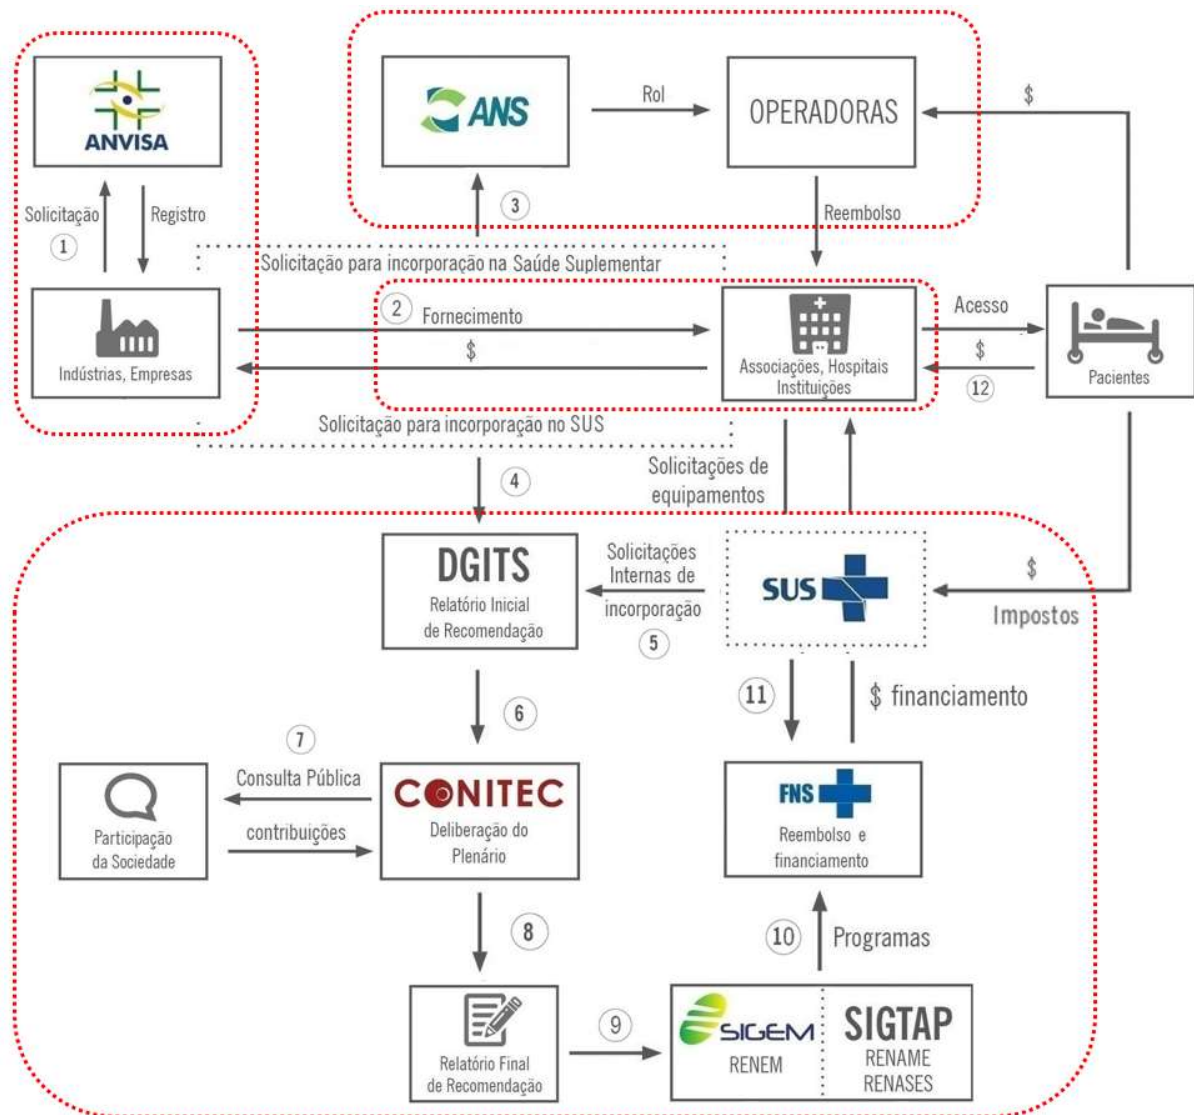 ANVISA
ANS
Rol
OPERADORAS
$
Solicitação
1
Registro
3
Reembolso
Solicitação para incorporação na Saúde Suplementar
2
Fornecimento
$
Indústrias, Empresas
Associações, Hospitais
Instituições
Acesso
$
12
Pacientes
Solicitação para incorporação no SUS
4
Solicitações de
equipamentos
DGITS
Relatório Inicial
de Recomendação
Solicitações
Internas de
incorporação
5
SUS
$
Impostos
6
11
$ financiamento
7
Consulta Pública
contribuições
Participação
da Sociedade
CONITEC
Deliberação do
Plenário
FNS
Reembolso e
financiamento
8
10
Programas
Relatório Final
de Recomendação
9
SIGEM
RENEM
SIGTAP
RENAME
RENASES